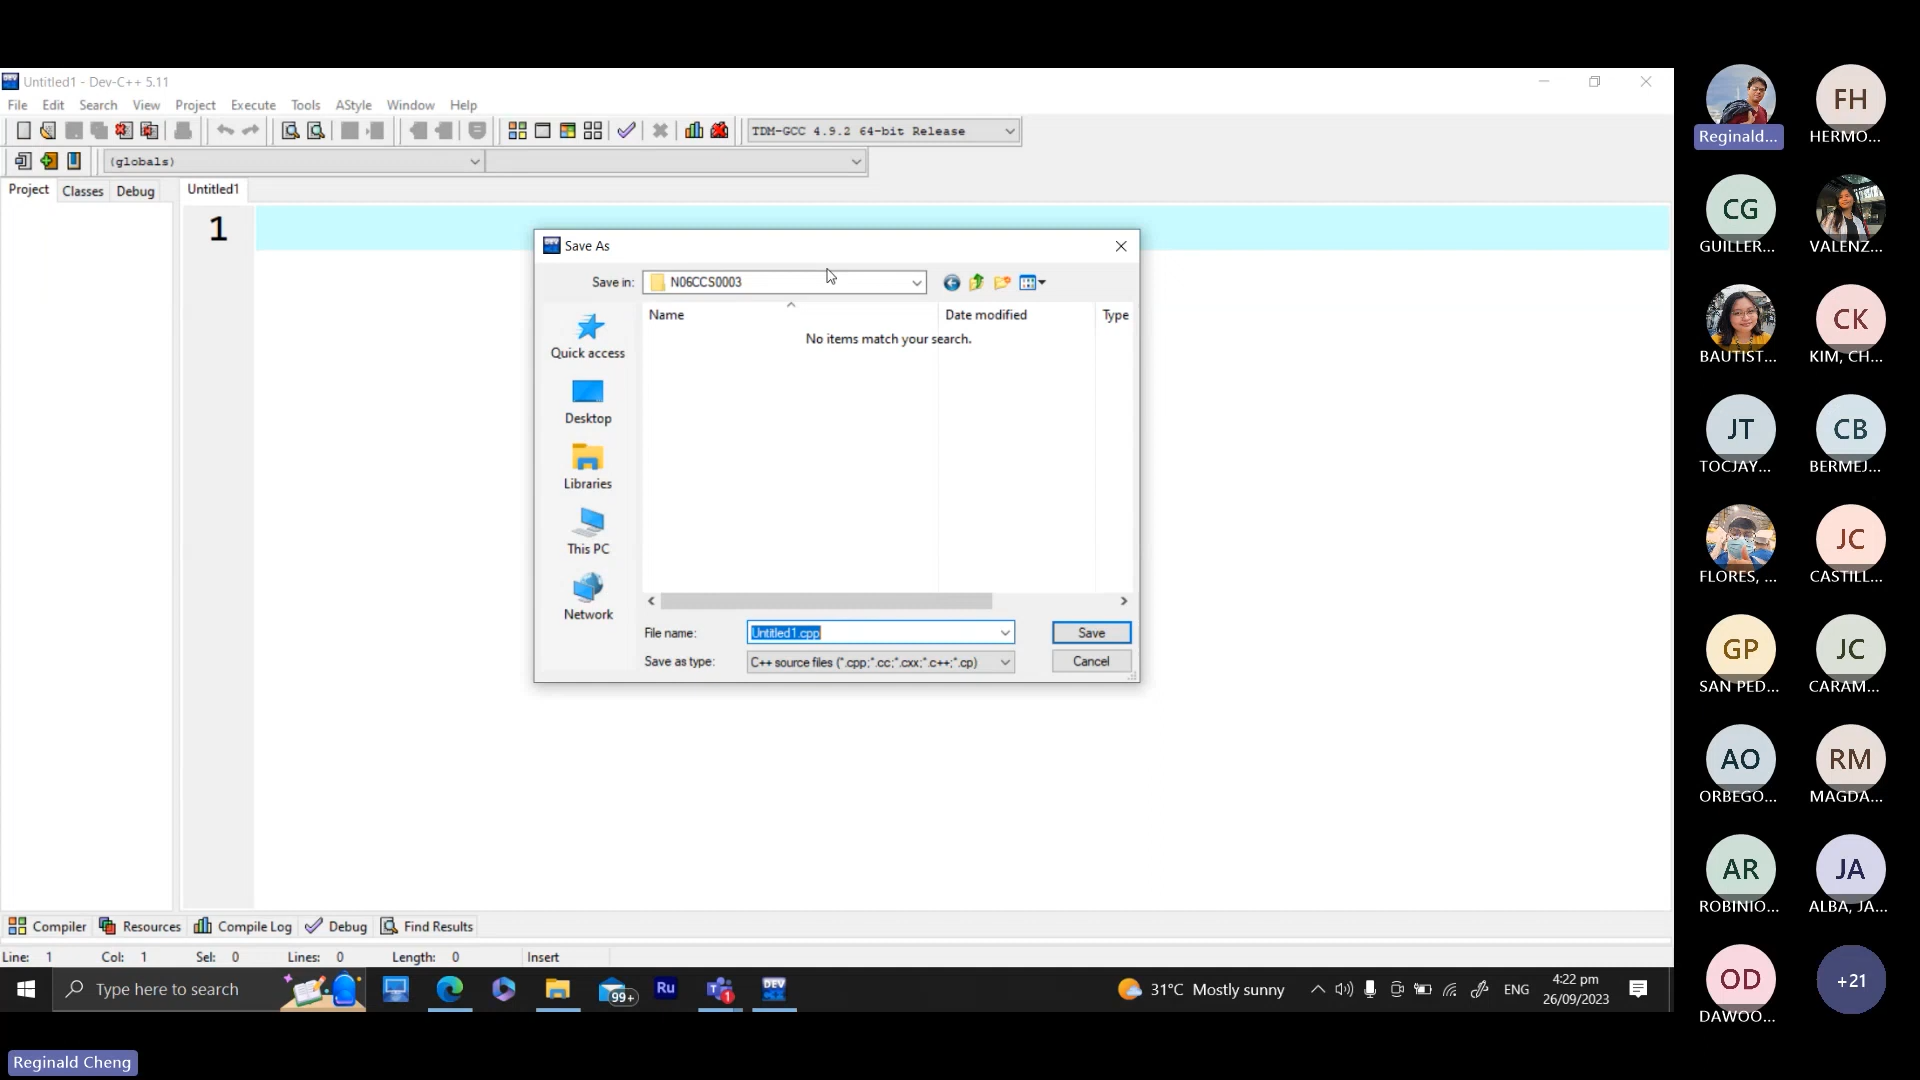 Untitled1 - Dev-C++ 5.11
File Edit Search View Project Execute Tools AStyle Window Help
TDM-GCC 4.9.2 64-bit Release
(globals)
Project Classes Debug Untitled1
1
Save As
Save in: N06CCS0003
Name Date modified Type
No items match your search.
Quick access
Desktop
Libraries
This PC
Network
File name: Untitled1.cpp Save
Save as type: C++ source files (*.cpp;*.cc;*.cxx;*.c++;*.cp) Cancel
Compiler Resources Compile Log Debug Find Results
Line: 1 Col: 1 Sel: 0 Lines: 0 Length: 0 Insert
Type here to search
99+
Ru
1
DEV
31°C Mostly sunny
ENG
4:22 pm
26/09/2023
Reginald Cheng
Reginald...
FH
HERMO...
CG
GUILLER...
VALENZ...
BAUTIST...
CK
KIM, CH...
JT
TOCJAY...
CB
BERMEJ...
FLORES, ...
JC
CASTILL...
GP
SAN PED...
JC
CARAM...
AO
ORBEGO...
RM
MAGDA...
AR
ROBINIO...
JA
ALBA, JA...
OD
DAWOO...
+21